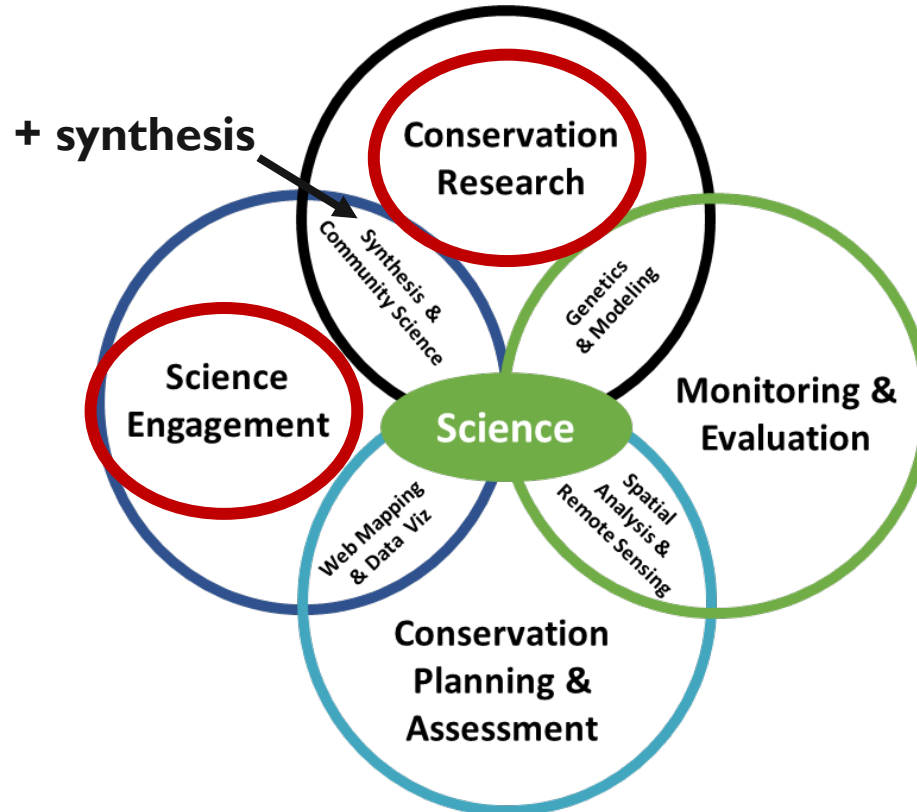 + synthesis
Conservation
Research
Synthesis &
Community Science
Genetics
& Modeling
Science
Engagement
Science
Monitoring &
Evaluation
Web Mapping
& Data Viz
Spatial
Analysis &
Remote Sensing
Conservation
Planning &
Assessment